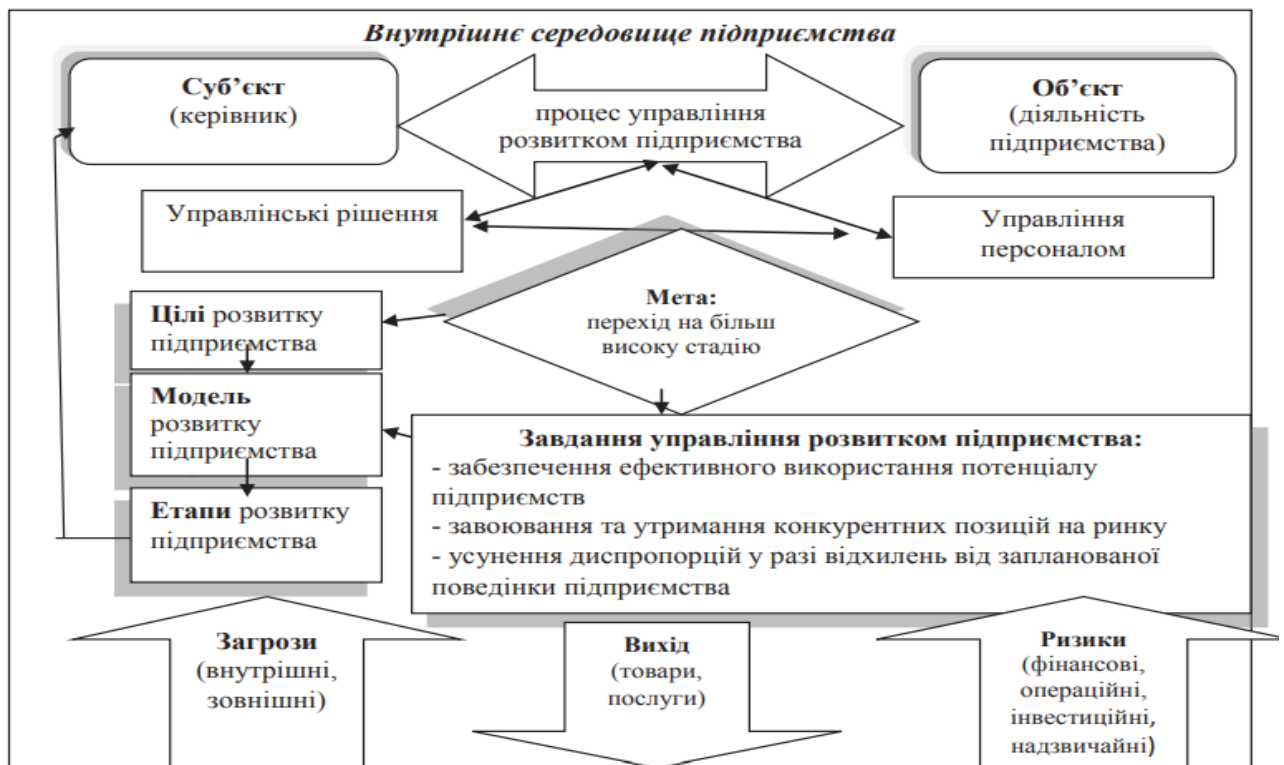 Внутрішнє середовище підприємства
Суб’єкт
(керівник)
процес управління
розвитком підприємства
Об’єкт
(діяльність
підприємства)
Управлінські рішення
Управління
персоналом
Мета:
перехід на більш
високу стадію
Цілі розвитку
підприємства
Модель
розвитку
підприємства
Етапи розвитку
підприємства
Завдання управління розвитком підприємства:
- забезпечення ефективного використання потенціалу
підприємств
- завоювання та утримання конкурентних позицій на ринку
- усунення диспропорцій у разі відхилень від запланованої
поведінки підприємства
Загрози
(внутрішні,
зовнішні)
Вихід
(товари,
послуги)
Ризики
(фінансові,
операційні,
інвестиційні,
надзвичайні)